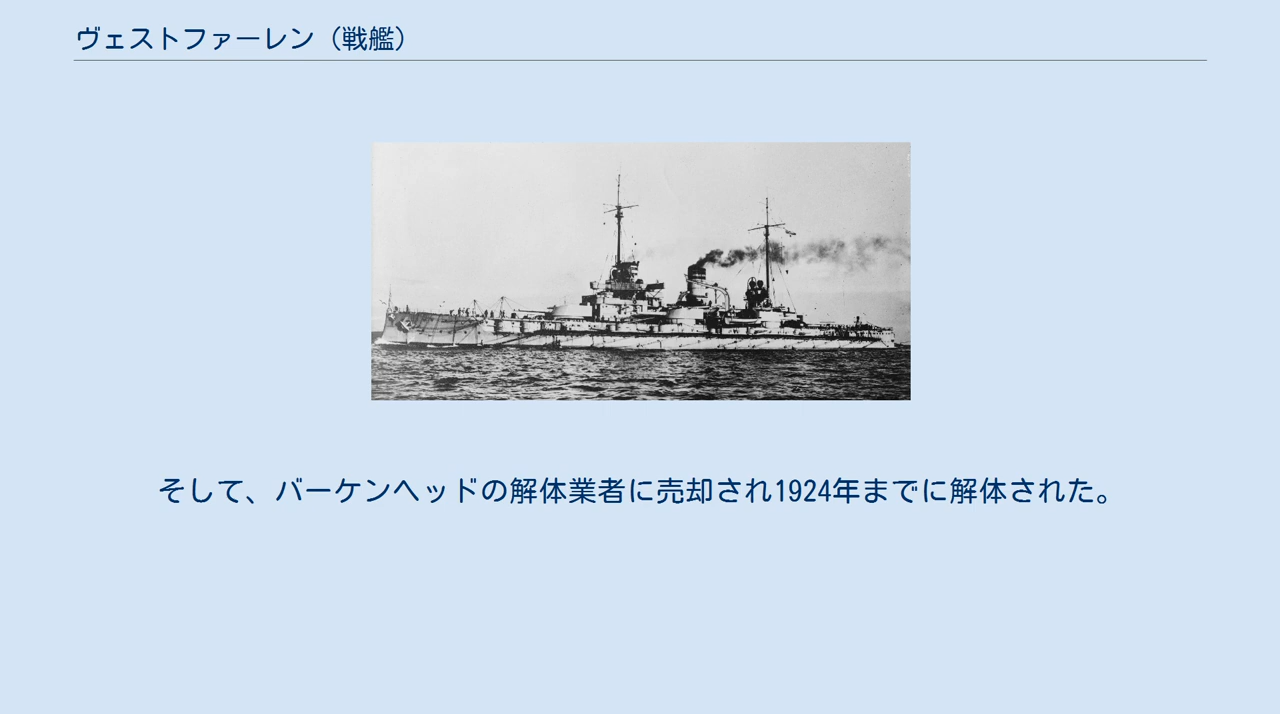 ヴェストファーレン（戦艦）
そして、バーケンヘッドの解体業者に売却され1924年までに解体された。